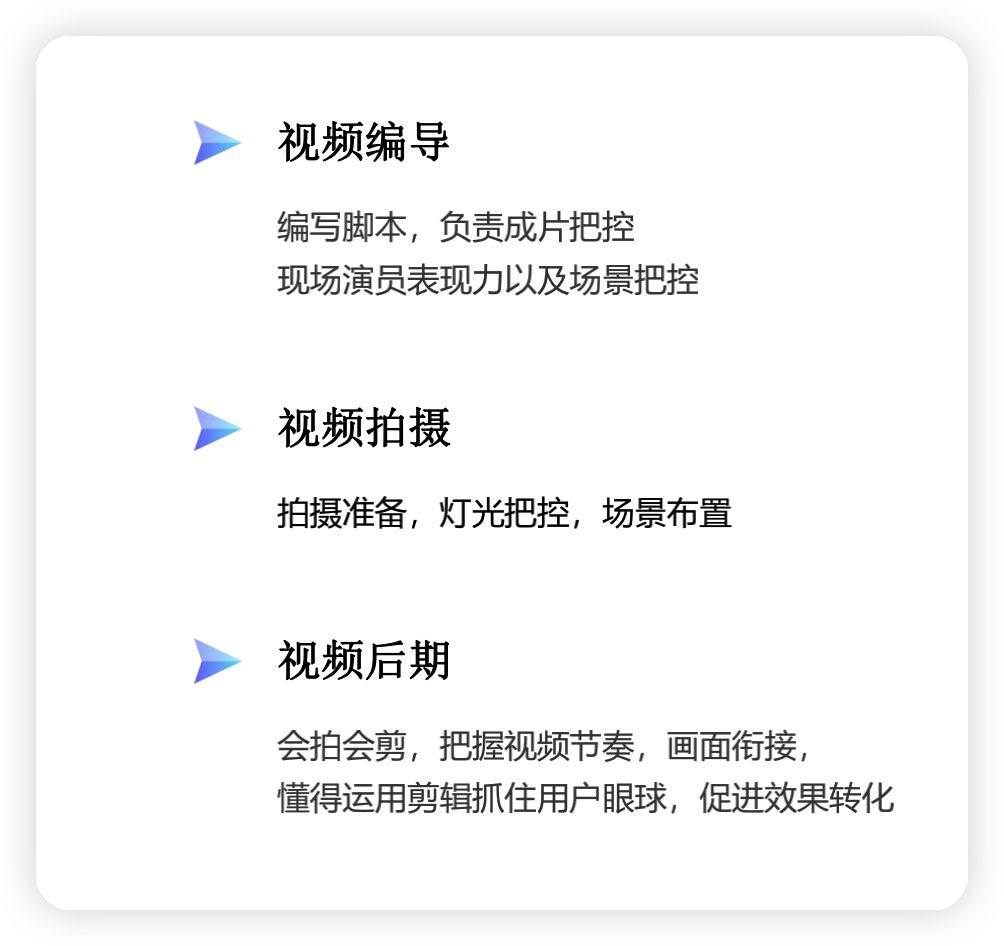 视频编导
编写脚本，负责成片把控
现场演员表现力以及场景把控
视频拍摄
拍摄准备，灯光把控，场景布置
视频后期
会拍会剪，把握视频节奏，画面衔接，
懂得运用剪辑抓住用户眼球，促进效果转化